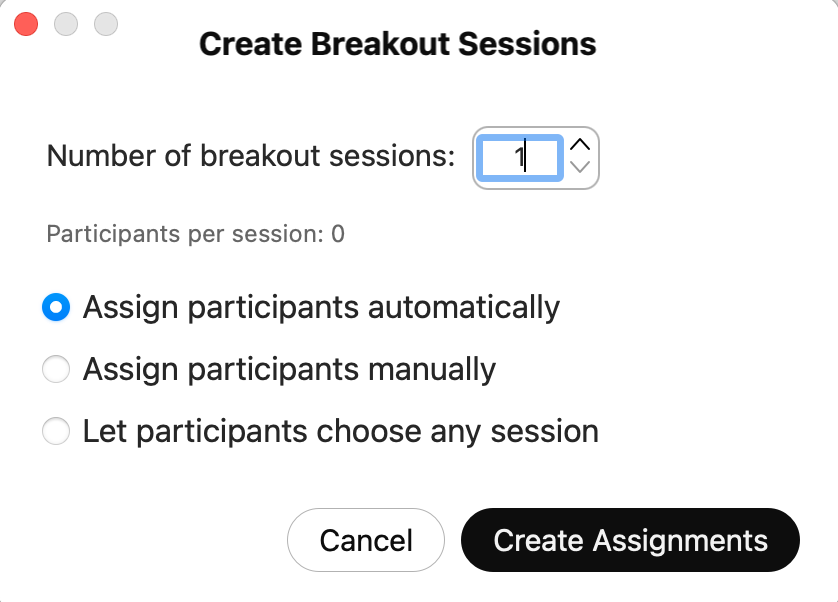 Create Breakout Sessions
Number of breakout sessions: 1
Participants per session: 0
Assign participants automatically
Assign participants manually
Let participants choose any session
Cancel Create Assignments